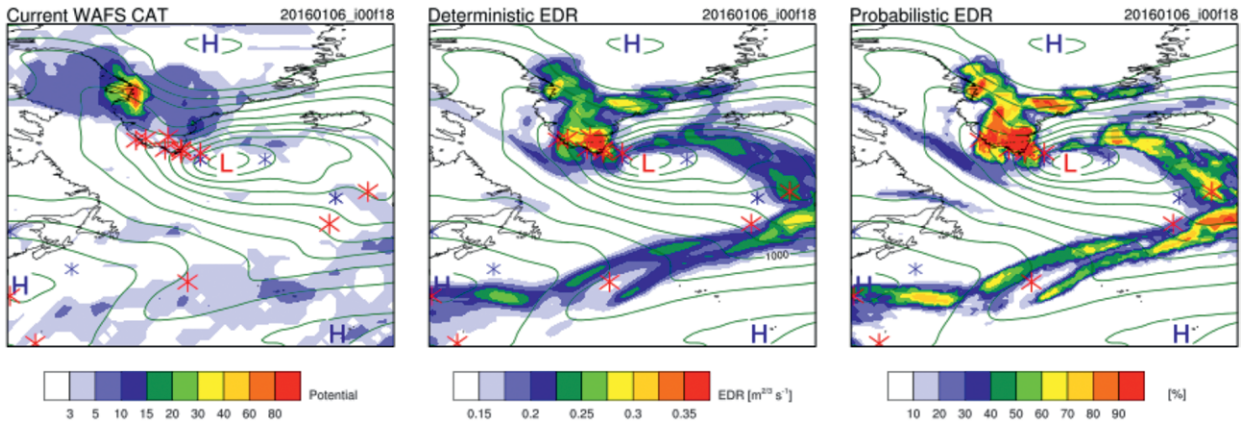 Current WAFS CAT 20160106_i00f18
Deterministic EDR 20160106_i00f18
Probabilistic EDR 20160106_i00f18
H
H
H
L
L
L
1000
H
H
H
H
H
H
3 5 10 15 20 30 40 60 80 Potential
0.15 0.2 0.25 0.3 0.35 EDR [m^2/3 s^-1]
10 20 30 40 50 60 70 80 90 [%]